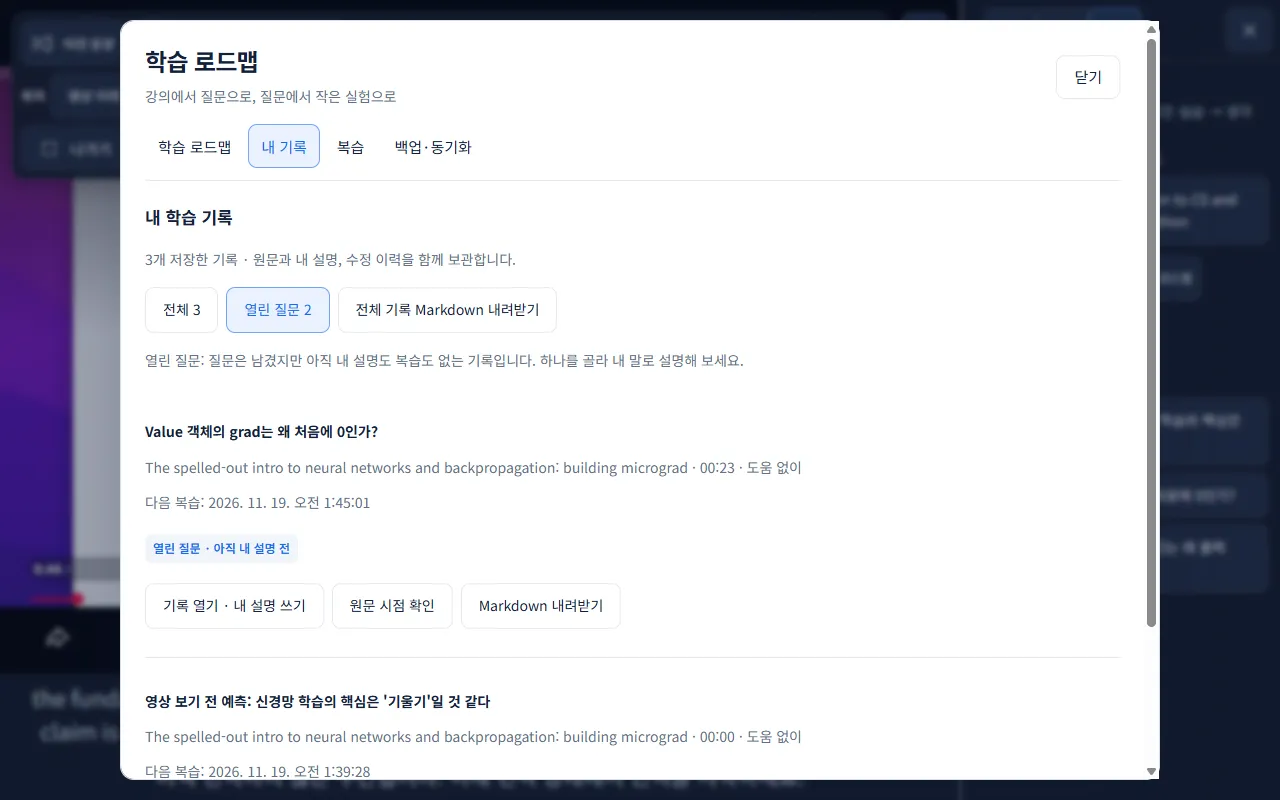 학습 로드맵
강의에서 질문으로, 질문에서 작은 실험으로
닫기
학습 로드맵 내 기록 복습 백업·동기화
내 학습 기록
3개 저장한 기록 · 원문과 내 설명, 수정 이력을 함께 보관합니다.
전체 3 열린 질문 2 전체 기록 Markdown 내려받기
열린 질문: 질문은 남겼지만 아직 내 설명도 복습도 없는 기록입니다. 하나를 골라 내 말로 설명해 보세요.
Value 객체의 grad는 왜 처음에 0인가?
The spelled-out intro to neural networks and backpropagation: building micrograd · 00:23 · 도움 없이
다음 복습: 2026. 11. 19. 오전 1:45:01
열린 질문 · 아직 내 설명 전
기록 열기 · 내 설명 쓰기 원문 시점 확인 Markdown 내려받기
영상 보기 전 예측: 신경망 학습의 핵심은 '기울기'일 것 같다
The spelled-out intro to neural networks and backpropagation: building micrograd · 00:00 · 도움 없이
다음 복습: 2026. 11. 19. 오전 1:39:28
the fund
claim is